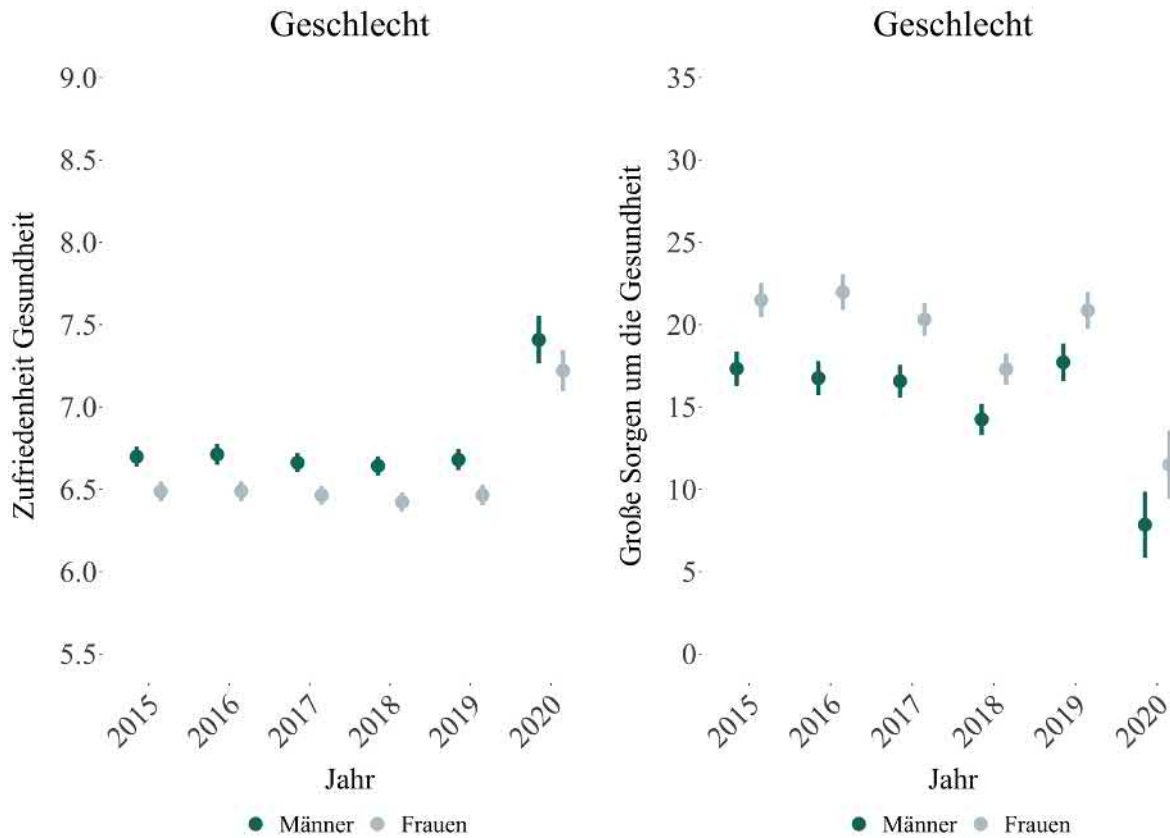 Geschlecht
Zufriedenheit Gesundheit
9.0
8.5
8.0
7.5
7.0
6.5
6.0
5.5
2015
2016
2017
2018
2019
2020
Jahr
Männer
Frauen
Geschlecht
Große Sorgen um die Gesundheit
35
30
25
20
15
10
5
0
2015
2016
2017
2018
2019
2020
Jahr
Männer
Frauen